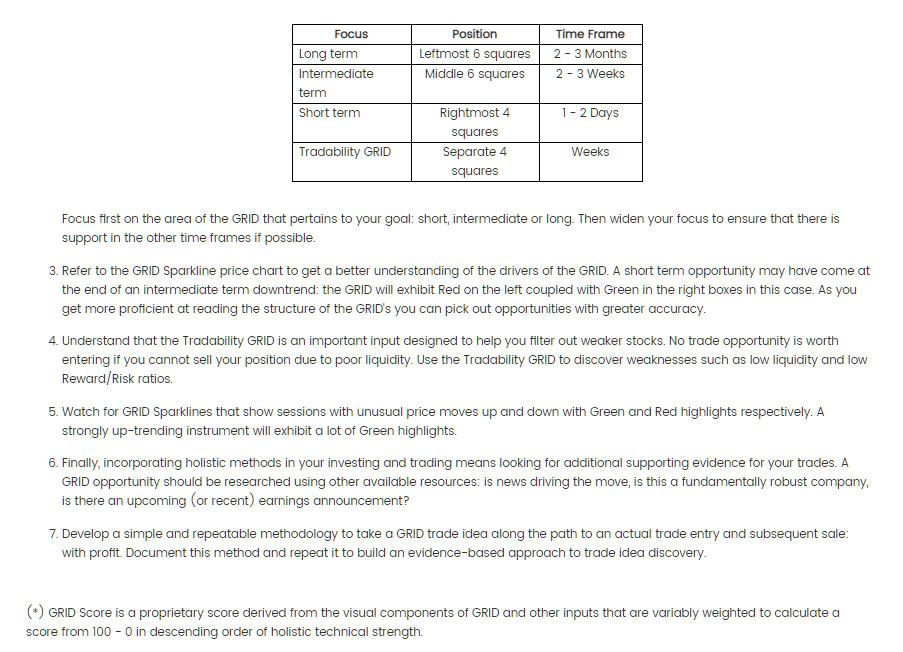 Focus Position Time Frame
Long term Leftmost 6 squares 2 - 3 Months
Intermediate Middle 6 squares 2 - 3 Weeks
term
Short term Rightmost 4 1 - 2 Days
squares
Tradability GRID Separate 4 Weeks
squares
Focus first on the area of the GRID that pertains to your goal: short, intermediate or long. Then widen your focus to ensure that there is
support in the other time frames if possible.
3. Refer to the GRID Sparkline price chart to get a better understanding of the drivers of the GRID. A short term opportunity may have come at
the end of an intermediate term downtrend: the GRID will exhibit Red on the left coupled with Green in the right boxes in this case. As you
get more proficient at reading the structure of the GRID's you can pick out opportunities with greater accuracy.
4. Understand that the Tradability GRID is an important input designed to help you filter out weaker stocks. No trade opportunity is worth
entering if you cannot sell your position due to poor liquidity. Use the Tradability GRID to discover weaknesses such as low liquidity and low
Reward/Risk ratios.
5. Watch for GRID Sparklines that show sessions with unusual price moves up and down with Green and Red highlights respectively. A
strongly up-trending instrument will exhibit a lot of Green highlights.
6. Finally, incorporating holistic methods in your investing and trading means looking for additional supporting evidence for your trades. A
GRID opportunity should be researched using other available resources: is news driving the move, is this a fundamentally robust company,
is there an upcoming (or recent) earnings announcement?
7. Develop a simple and repeatable methodology to take a GRID trade idea along the path to an actual trade entry and subsequent sale:
with profit. Document this method and repeat it to build an evidence-based approach to trade idea discovery.
(*) GRID Score is a proprietary score derived from the visual components of GRID and other inputs that are variably weighted to calculate a
score from 100 - 0 in descending order of holistic technical strength.